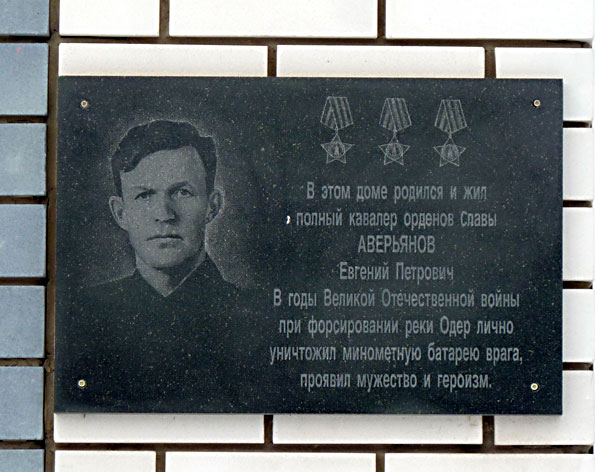 В этом доме родился и жил
полный кавалер орденов Славы
АВЕРЬЯНОВ
Евгений Петрович
В годы Великой Отечественной войны
при форсировании реки Одер лично
уничтожил минометную батарею врага,
проявил мужество и героизм.